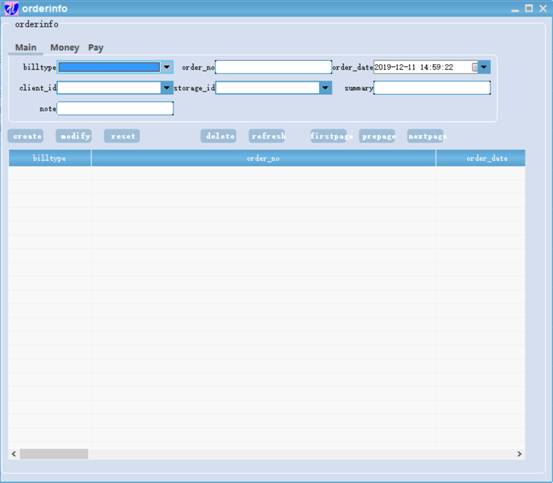 orderinfo
orderinfo
Main Money Pay
billtype order_no order_date 2019-12-11 14:59:22
client_id storage_id summary
note
create modify reset delete refresh firstpage prepage nextpage
billtype order_no order_date